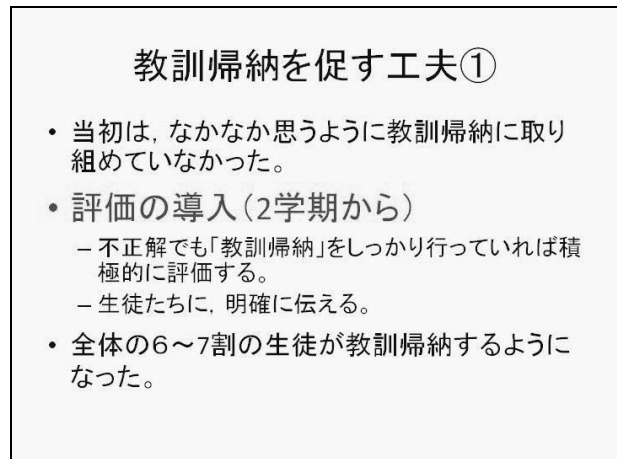 教訓帰納を促す工夫①
• 当初は，なかなか思うように教訓帰納に取り
組めていなかった。
• 評価の導入（2学期から）
– 不正解でも「教訓帰納」をしっかり行っていれば積
極的に評価する。
– 生徒たちに，明確に伝える。
• 全体の６～７割の生徒が教訓帰納するように
なった。